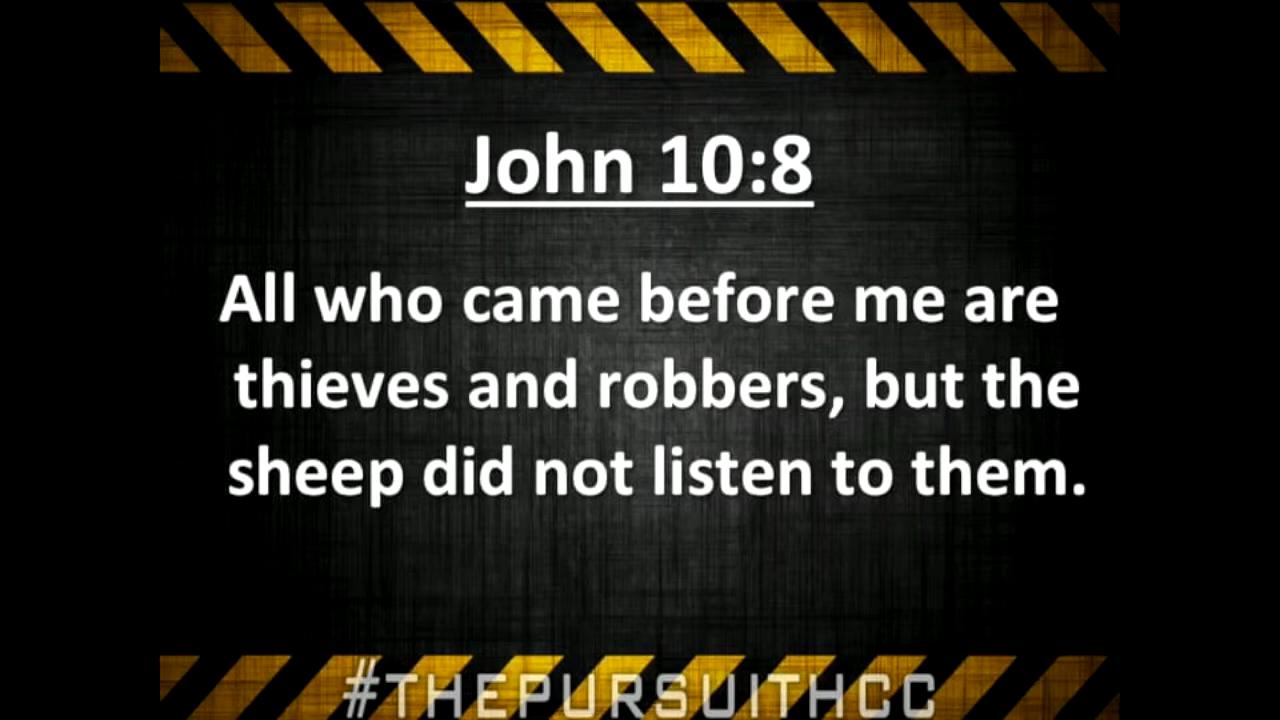 John 10:8
All who came before me are
thieves and robbers, but the
sheep did not listen to them.
#THEPURSUITHCC